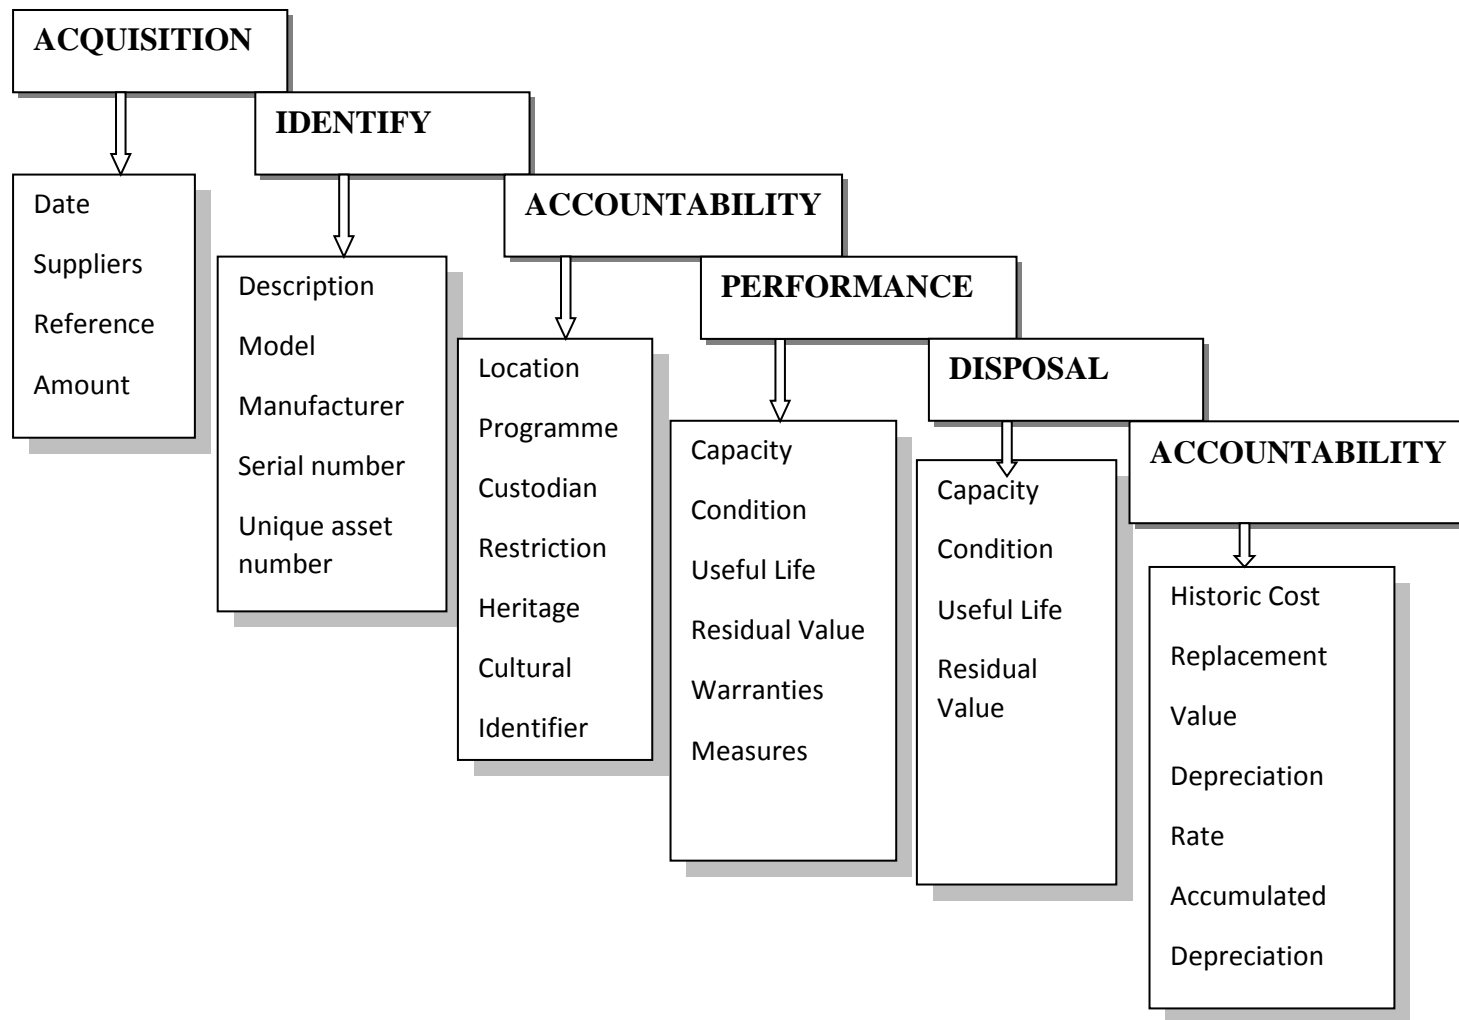 ACQUISITION
Date
Suppliers
Reference
Amount
IDENTIFY
Description
Model
Manufacturer
Serial number
Unique asset
number
ACCOUNTABILITY
Location
Programme
Custodian
Restriction
Heritage
Cultural
Identifier
PERFORMANCE
Capacity
Condition
Useful Life
Residual Value
Warranties
Measures
DISPOSAL
Capacity
Condition
Useful Life
Residual
Value
ACCOUNTABILITY
Historic Cost
Replacement
Value
Depreciation
Rate
Accumulated
Depreciation